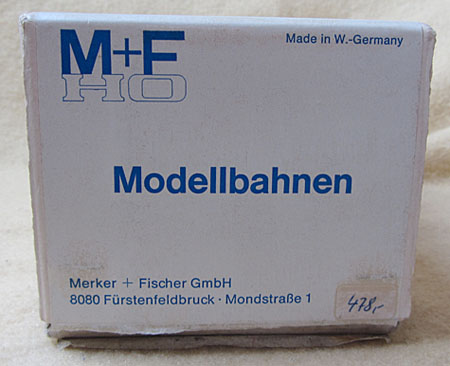 M+F
HO
Made in W.-Germany
Modellbahnen
Merker + Fischer GmbH
8080 Fürstenfeldbruck · Mondstraße 1
478,-